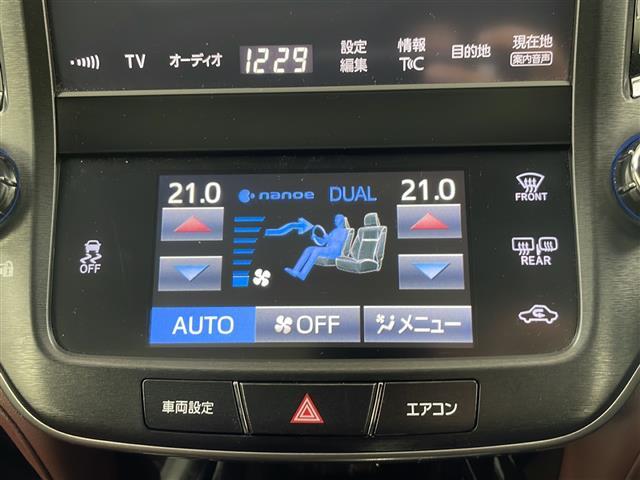 TV オーディオ 12:29 設定編集 情報T@C 目的地 現在地 案内音声
21.0 nanoe DUAL 21.0
FRONT
OFF
REAR
AUTO OFF メニュー
車両設定 エアコン